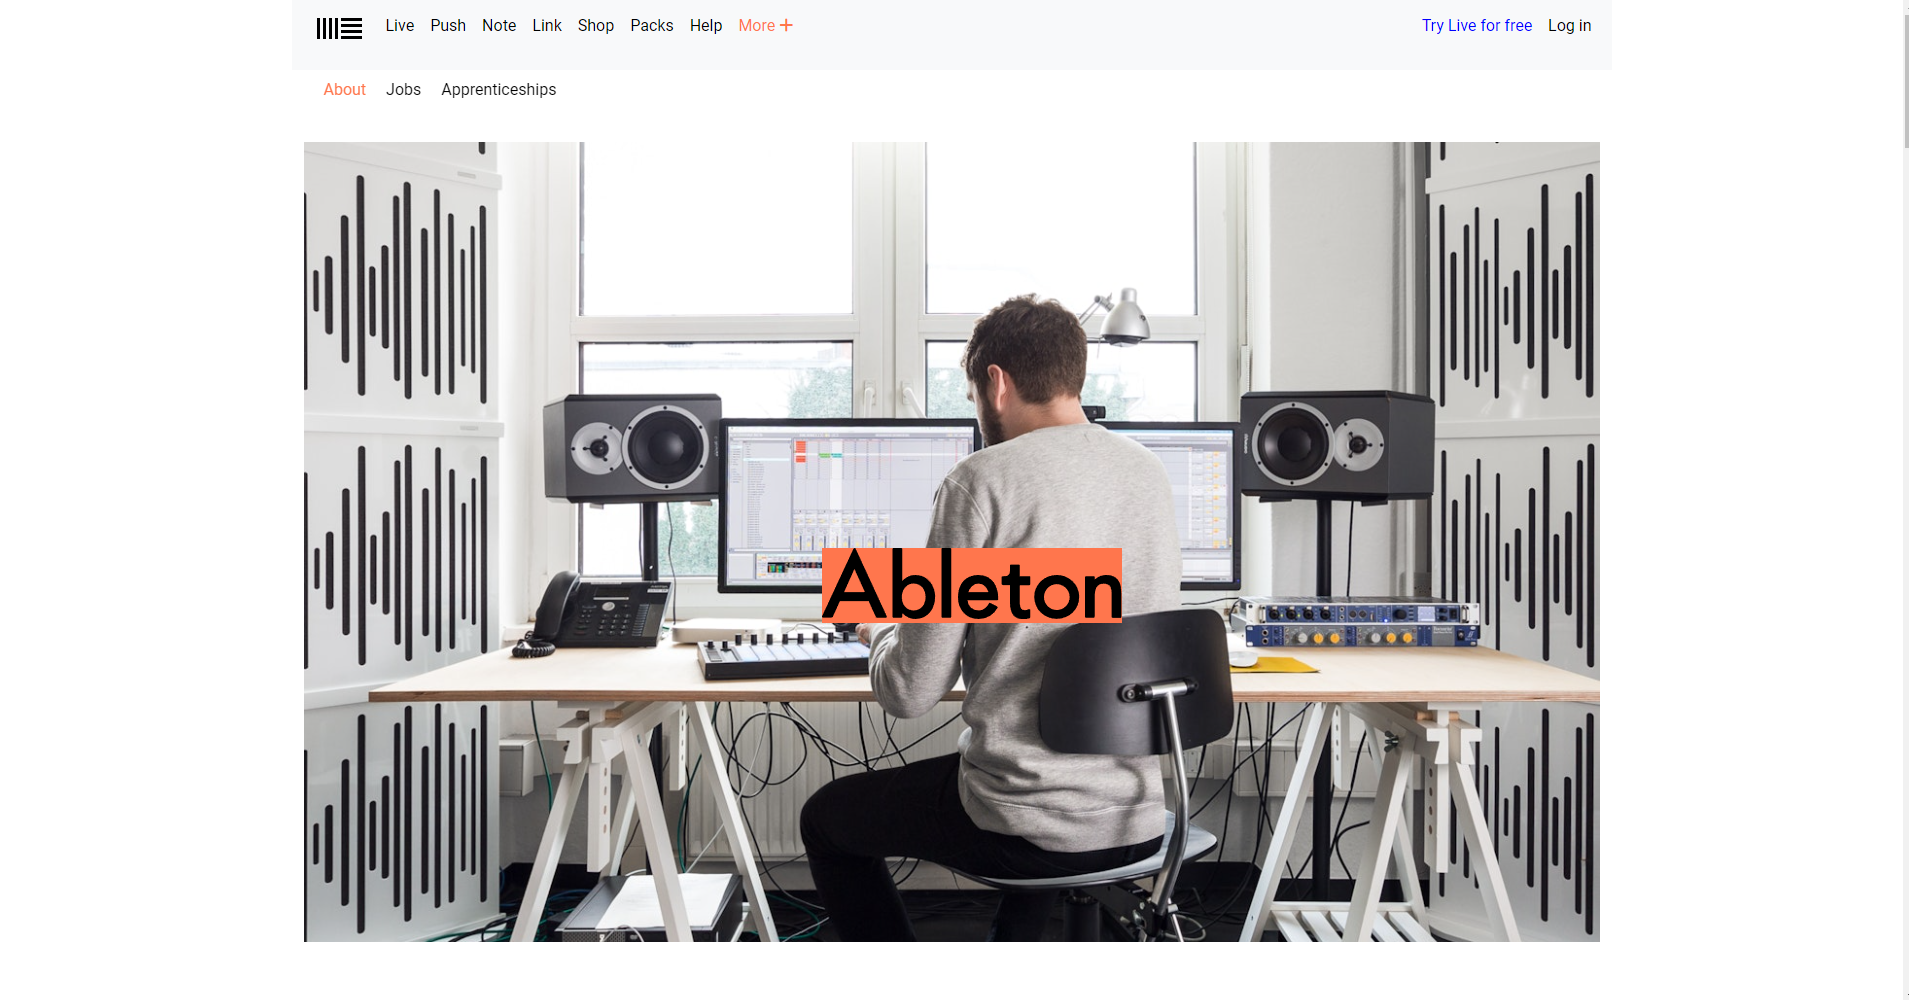 Live Push Note Link Shop Packs Help More + Try Live for free Log in
About Jobs Apprenticeships
Ableton